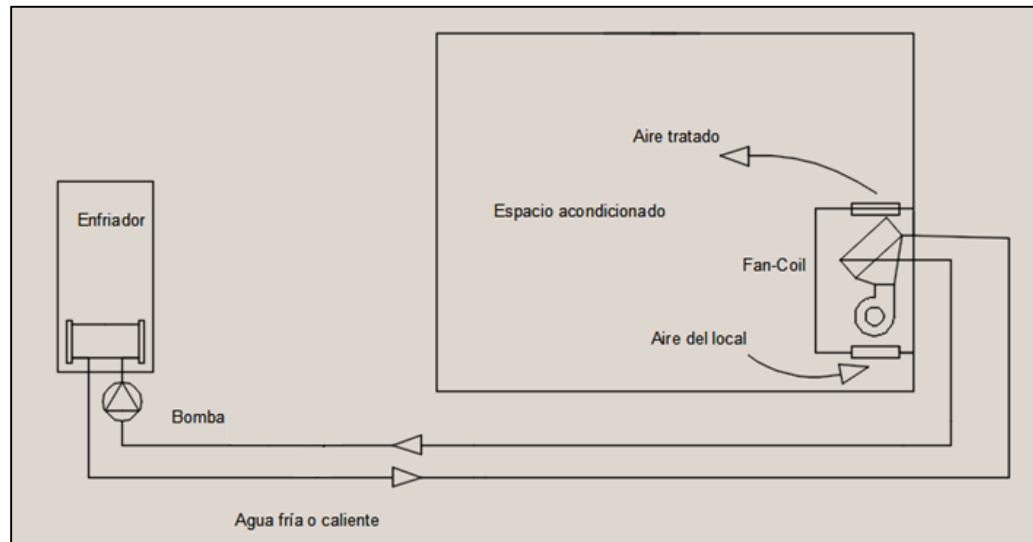 Aire tratado
Enfriador
Espacio acondicionado
Fan-Coil
Aire del local
Bomba
Agua fría o caliente